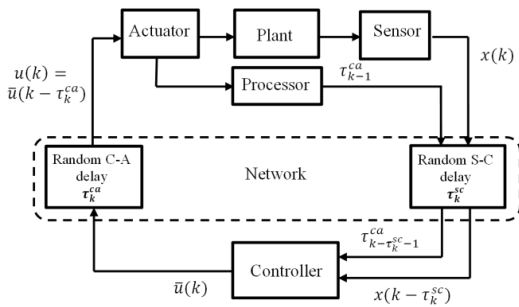 Actuator
Plant
Sensor
u(k) =
ū(k − τ_k^{ca})
Processor
τ_{k−1}^{ca}
x(k)
Random C-A
delay
τ_k^{ca}
Network
Random S-C
delay
τ_k^{sc}
τ_{k−τ_k^{sc}−1}^{ca}
ū(k)
Controller
x(k − τ_k^{sc})